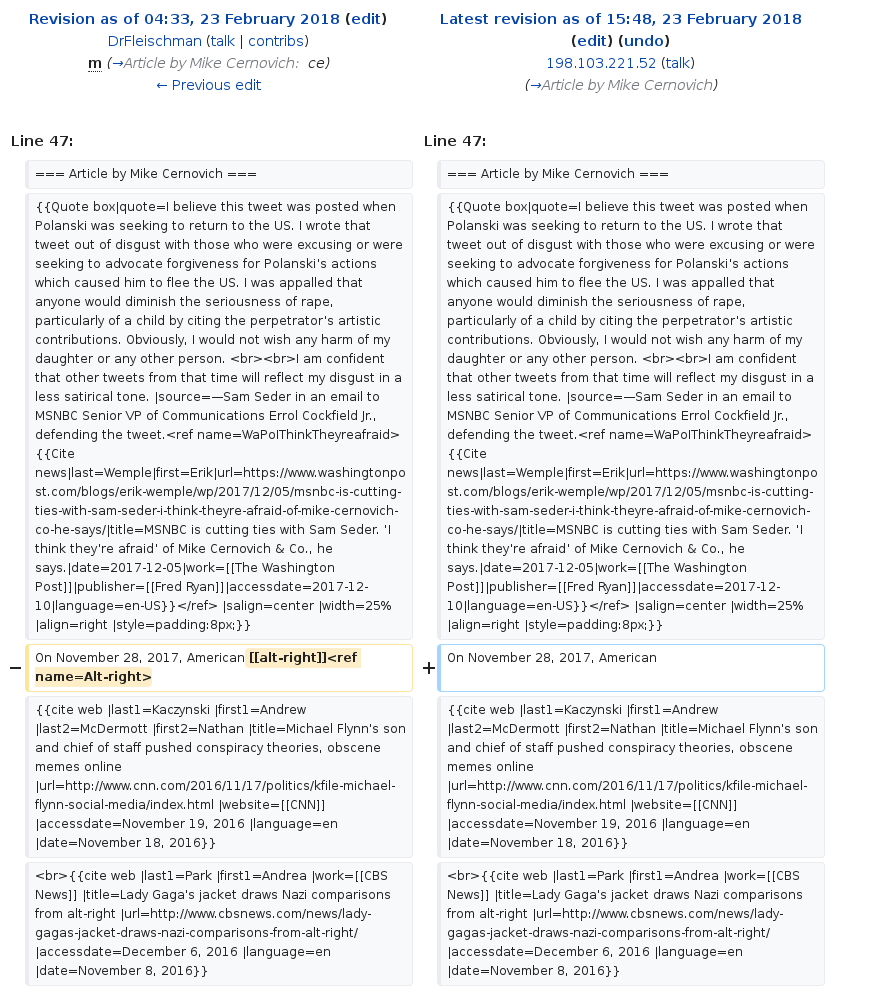 Revision as of 04:33, 23 February 2018 (edit)
DrFleischman (talk | contribs)
m (→Article by Mike Cernovich: ce)
← Previous edit
Latest revision as of 15:48, 23 February 2018
(edit) (undo)
198.103.221.52 (talk)
(→Article by Mike Cernovich)
Line 47:
=== Article by Mike Cernovich ===
{{Quote box|quote=I believe this tweet was posted when
Polanski was seeking to return to the US. I wrote that
tweet out of disgust with those who were excusing or were
seeking to advocate forgiveness for Polanski's actions
which caused him to flee the US. I was appalled that
anyone would diminish the seriousness of rape,
particularly of a child by citing the perpetrator's artistic
contributions. Obviously, I would not wish any harm of my
daughter or any other person. <br><br>I am confident
that other tweets from that time will reflect my disgust in a
less satirical tone. |source=—Sam Seder in an email to
MSNBC Senior VP of Communications Errol Cockfield Jr.,
defending the tweet.<ref name=WaPoIThinkTheyreafraid>
{{Cite
news|last=Wemple|first=Erik|url=https://www.washingtonpo
st.com/blogs/erik-wemple/wp/2017/12/05/msnbc-is-cutting-
ties-with-sam-seder-i-think-theyre-afraid-of-mike-cernovich-
co-he-says/|title=MSNBC is cutting ties with Sam Seder. 'I
think they're afraid' of Mike Cernovich & Co., he
says.|date=2017-12-05|work=[[The Washington
Post]]|publisher=[[Fred Ryan]]|accessdate=2017-12-
10|language=en-US}}</ref> |salign=center |width=25%
|align=right |style=padding:8px;}}
− On November 28, 2017, American [[alt-right]]<ref
name=Alt-right>
{{cite web |last1=Kaczynski |first1=Andrew
|last2=McDermott |first2=Nathan |title=Michael Flynn's son
and chief of staff pushed conspiracy theories, obscene
memes online
|url=http://www.cnn.com/2016/11/17/politics/kfile-michael-
flynn-social-media/index.html |website=[[CNN]]
|accessdate=November 19, 2016 |language=en
|date=November 18, 2016}}
<br>{{cite web |last1=Park |first1=Andrea |work=[[CBS
News]] |title=Lady Gaga's jacket draws Nazi comparisons
from alt-right |url=http://www.cbsnews.com/news/lady-
gagas-jacket-draws-nazi-comparisons-from-alt-right/
|accessdate=December 6, 2016 |language=en
|date=November 8, 2016}}
Line 47:
=== Article by Mike Cernovich ===
{{Quote box|quote=I believe this tweet was posted when
Polanski was seeking to return to the US. I wrote that
tweet out of disgust with those who were excusing or were
seeking to advocate forgiveness for Polanski's actions
which caused him to flee the US. I was appalled that
anyone would diminish the seriousness of rape,
particularly of a child by citing the perpetrator's artistic
contributions. Obviously, I would not wish any harm of my
daughter or any other person. <br><br>I am confident
that other tweets from that time will reflect my disgust in a
less satirical tone. |source=—Sam Seder in an email to
MSNBC Senior VP of Communications Errol Cockfield Jr.,
defending the tweet.<ref name=WaPoIThinkTheyreafraid>
{{Cite
news|last=Wemple|first=Erik|url=https://www.washingtonpo
st.com/blogs/erik-wemple/wp/2017/12/05/msnbc-is-cutting-
ties-with-sam-seder-i-think-theyre-afraid-of-mike-cernovich-
co-he-says/|title=MSNBC is cutting ties with Sam Seder. 'I
think they're afraid' of Mike Cernovich & Co., he
says.|date=2017-12-05|work=[[The Washington
Post]]|publisher=[[Fred Ryan]]|accessdate=2017-12-
10|language=en-US}}</ref> |salign=center |width=25%
|align=right |style=padding:8px;}}
+ On November 28, 2017, American
{{cite web |last1=Kaczynski |first1=Andrew
|last2=McDermott |first2=Nathan |title=Michael Flynn's son
and chief of staff pushed conspiracy theories, obscene
memes online
|url=http://www.cnn.com/2016/11/17/politics/kfile-michael-
flynn-social-media/index.html |website=[[CNN]]
|accessdate=November 19, 2016 |language=en
|date=November 18, 2016}}
<br>{{cite web |last1=Park |first1=Andrea |work=[[CBS
News]] |title=Lady Gaga's jacket draws Nazi comparisons
from alt-right |url=http://www.cbsnews.com/news/lady-
gagas-jacket-draws-nazi-comparisons-from-alt-right/
|accessdate=December 6, 2016 |language=en
|date=November 8, 2016}}